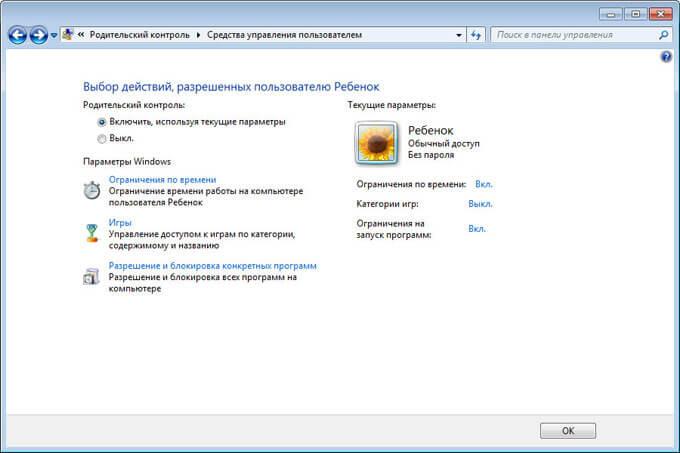 « Родительский контроль ▸ Средства управления пользователем
Поиск в панели управления
Выбор действий, разрешенных пользователю Ребенок
Родительский контроль:
Включить, используя текущие параметры
Выкл.
Параметры Windows
Ограничения по времени
Ограничение времени работы на компьютере
пользователя Ребенок
Игры
Управление доступом к играм по категории,
содержимому и названию
Разрешение и блокировка конкретных программ
Разрешение и блокировка всех программ на
компьютере
Текущие параметры:
Ребенок
Обычный доступ
Без пароля
Ограничения по времени: Вкл.
Категории игр: Выкл.
Ограничения на
запуск программ: Вкл.
OK